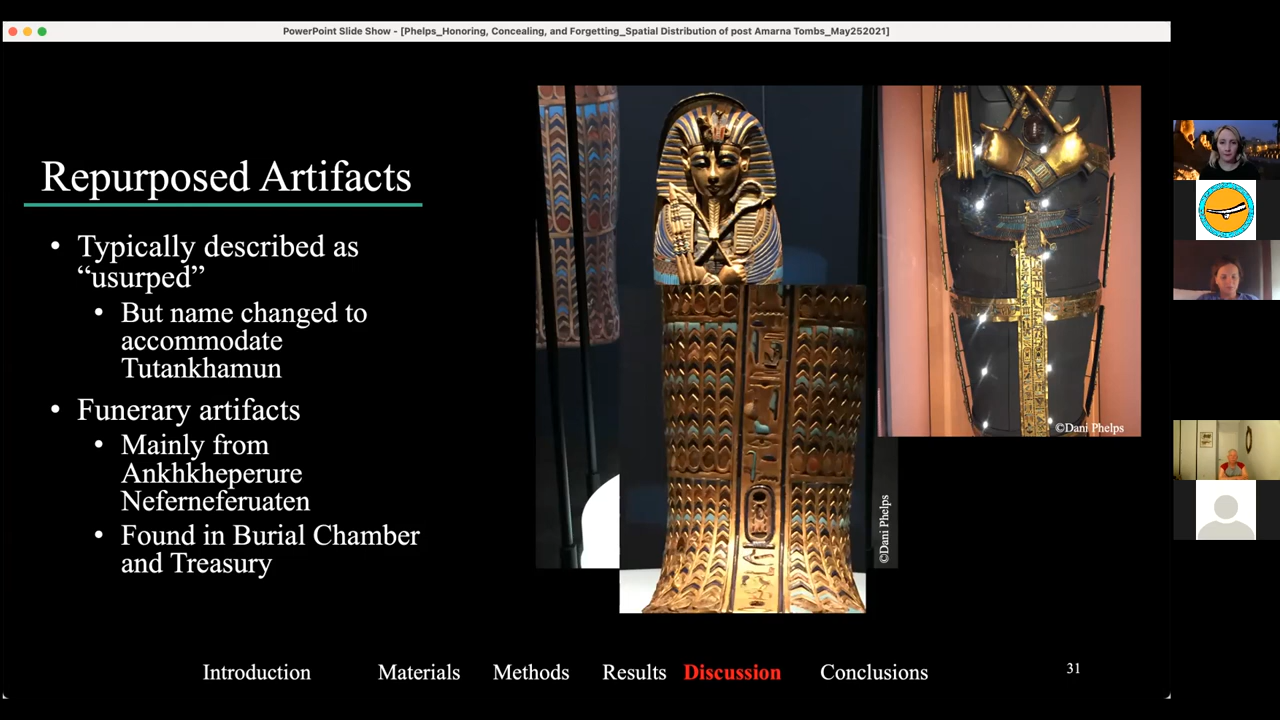 PowerPoint Slide Show - [Phelps_Honoring, Concealing, and Forgetting_Spatial Distribution of post Amarna Tombs_May252021]
Repurposed Artifacts
• Typically described as
“usurped”
• But name changed to
accommodate
Tutankhamun
• Funerary artifacts
• Mainly from
Ankhkheperure
Neferneferuaten
• Found in Burial Chamber
and Treasury
©Dani Phelps
©Dani Phelps
Introduction Materials Methods Results Discussion Conclusions 31